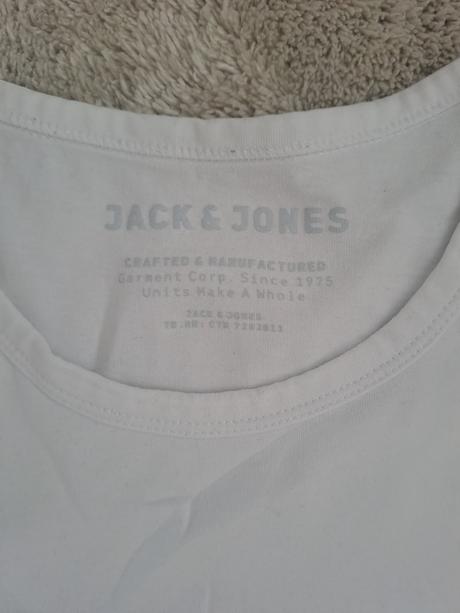 JACK & JONES
CRAFTED & MANUFACTURED
Garment Corp. Since 1975
Units Make A Whole
JACK & JONES